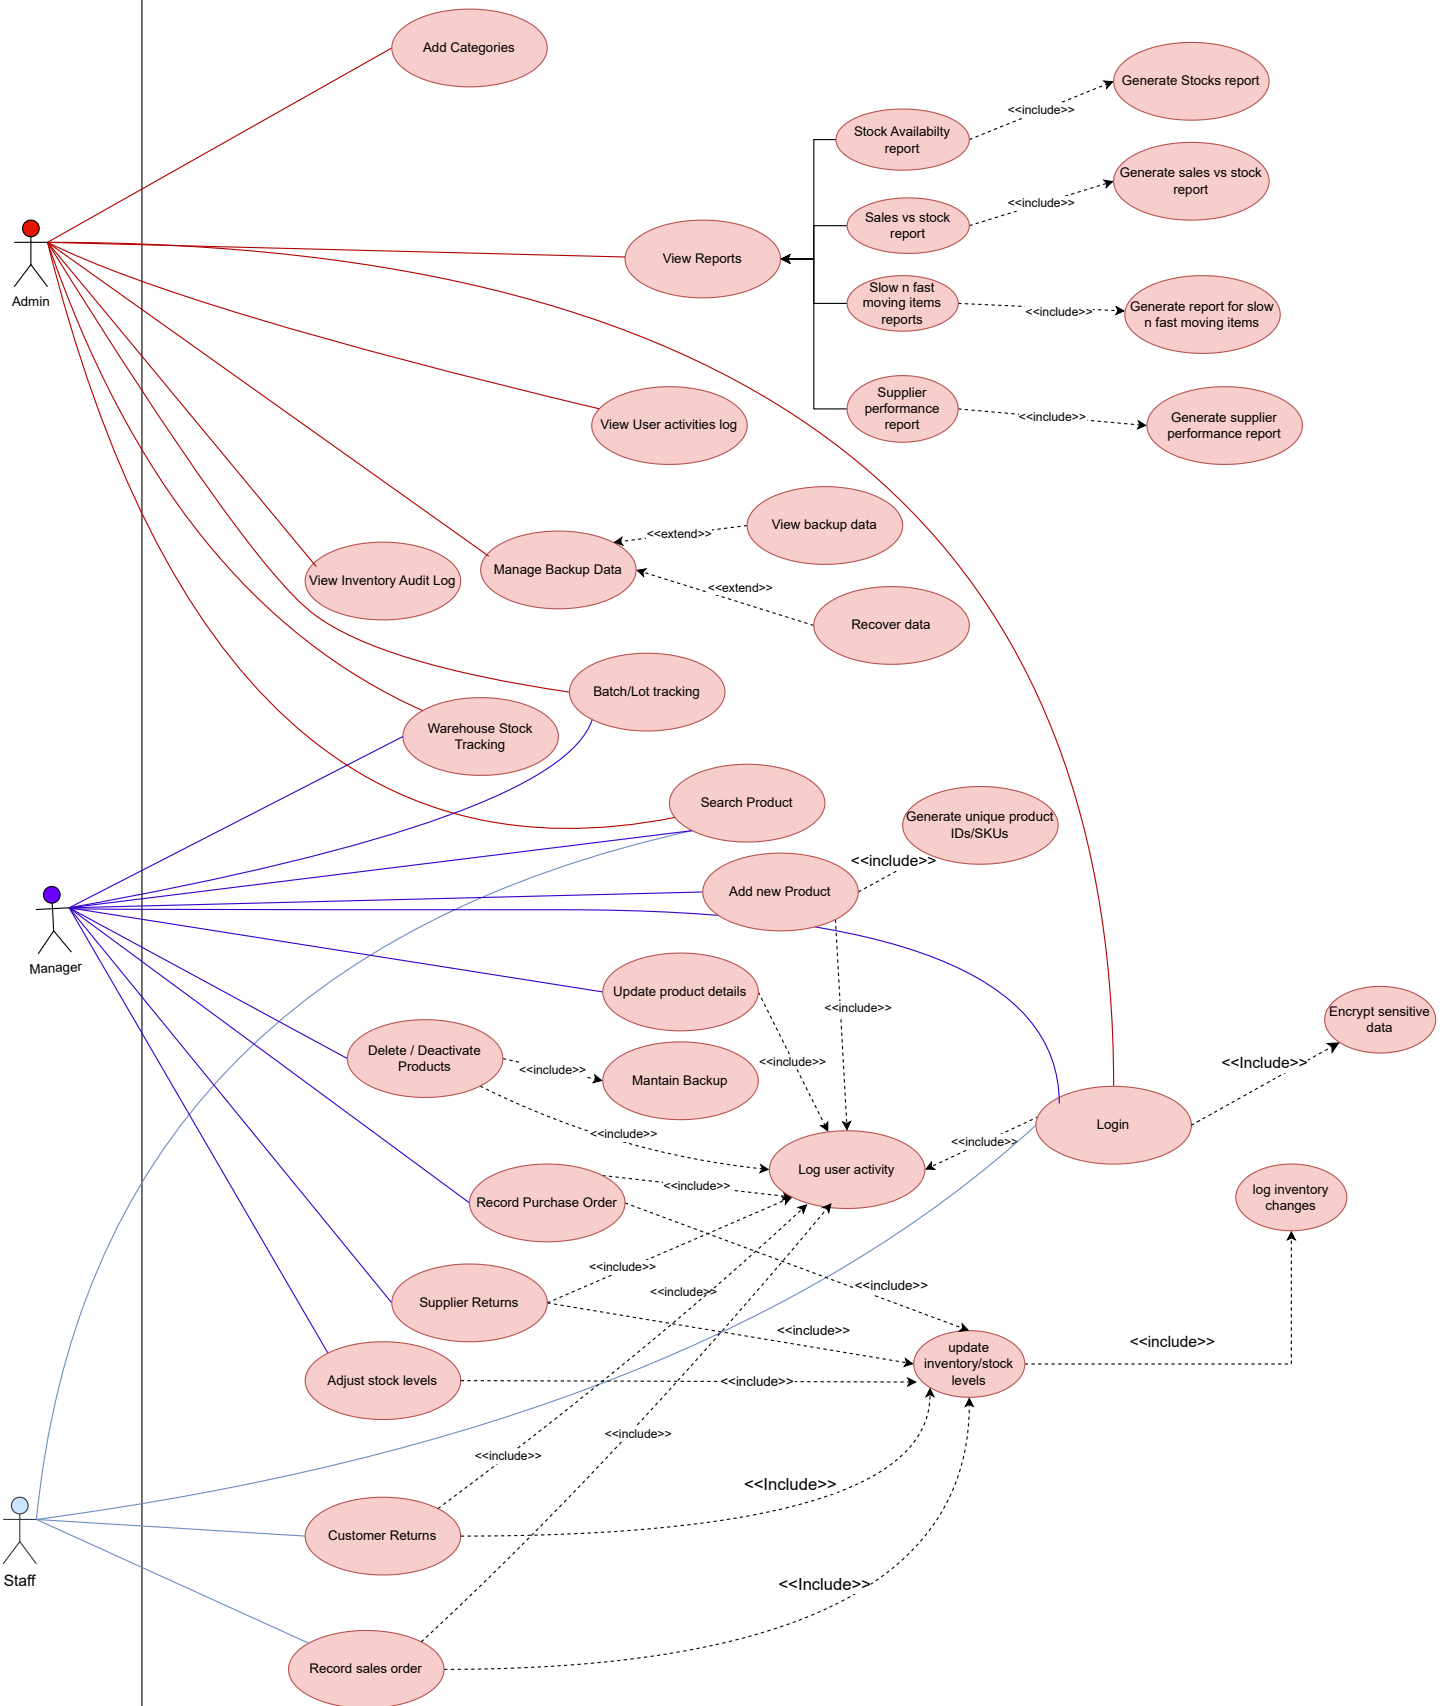 Add Categories
Generate Stocks report
<<include>>
Stock Availabilty
report
Generate sales vs stock
report
<<include>>
Sales vs stock
report
View Reports
Slow n fast
moving items
reports
<<include>>
Generate report for slow
n fast moving items
Admin
Supplier
performance
report
<<include>>
Generate supplier
performance report
View User activities log
View backup data
<<extend>>
Manage Backup Data
View Inventory Audit Log
<<extend>>
Recover data
Batch/Lot tracking
Warehouse Stock
Tracking
Search Product
Generate unique product
IDs/SKUs
<<include>>
Add new Product
Manager
Update product details
<<include>>
Encrypt sensitive
data
Delete / Deactivate
Products
<<include>>
Mantain Backup
<<include>>
<<Include>>
Login
<<include>>
<<include>>
Log user activity
Record Purchase Order
<<include>>
log inventory
changes
<<include>>
<<include>>
<<include>>
Supplier Returns
<<include>>
update
inventory/stock
levels
<<include>>
Adjust stock levels
<<include>>
<<include>>
<<include>>
<<Include>>
Customer Returns
Staff
<<Include>>
Record sales order